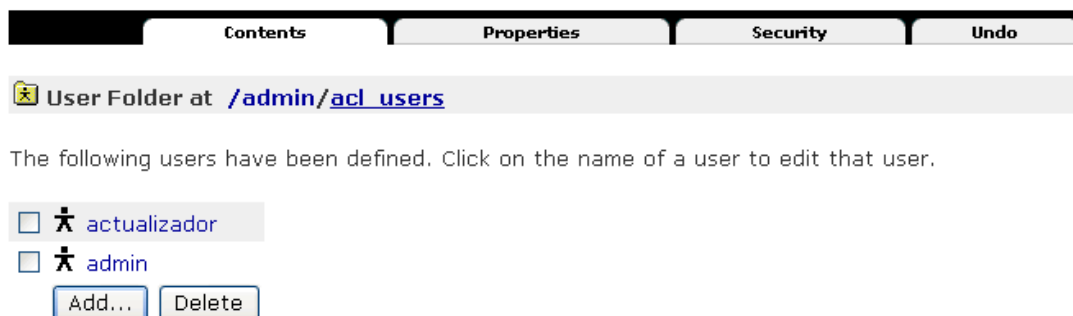 Contents Properties Security Undo
User Folder at /admin/acl_users
The following users have been defined. Click on the name of a user to edit that user.
actualizador
admin
Add... Delete